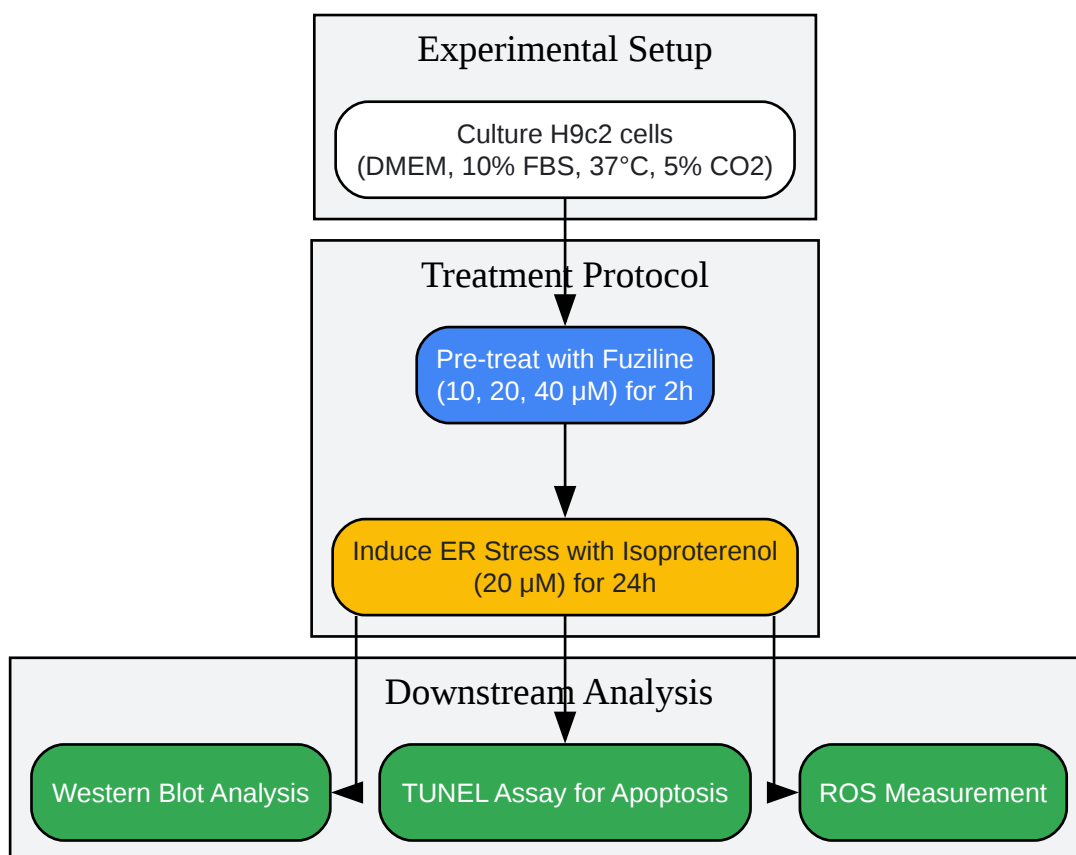 Experimental Setup
Culture H9c2 cells
(DMEM, 10% FBS, 37°C, 5% CO2)
Treatment Protocol
Pre-treat with Fuziline
(10, 20, 40 μM) for 2h
Induce ER Stress with Isoproterenol
(20 μM) for 24h
Downstream Analysis
Western Blot Analysis
TUNEL Assay for Apoptosis
ROS Measurement